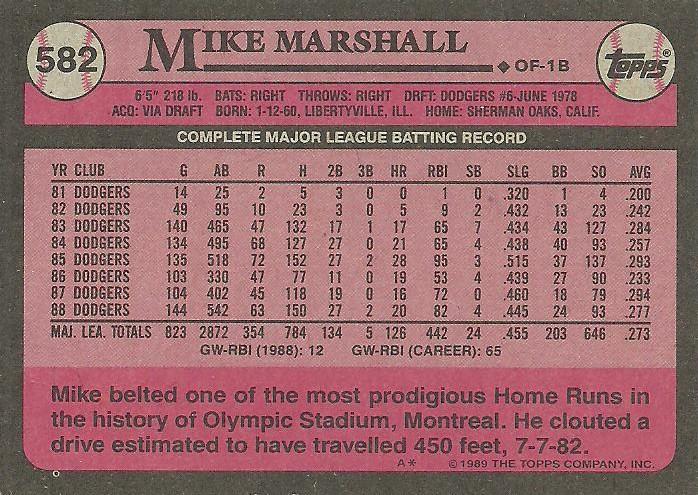 582
MIKE MARSHALL
◆ OF-1B
TOPPS®
6'5" 218 lb. BATS: RIGHT THROWS: RIGHT DRFT: DODGERS #6-JUNE 1978
ACQ: VIA DRAFT BORN: 1-12-60, LIBERTYVILLE, ILL. HOME: SHERMAN OAKS, CALIF.
COMPLETE MAJOR LEAGUE BATTING RECORD
YR CLUB G AB R H 2B 3B HR RBI SB SLG BB SO AVG
81 DODGERS 14 25 2 5 3 0 0 1 0 .320 1 4 .200
82 DODGERS 49 95 10 23 3 0 5 9 2 .432 13 23 .242
83 DODGERS 140 465 47 132 17 1 17 65 7 .434 43 127 .284
84 DODGERS 134 495 68 127 27 0 21 65 4 .438 40 93 .257
85 DODGERS 135 518 72 152 27 2 28 95 3 .515 37 137 .293
86 DODGERS 103 330 47 77 11 0 19 53 4 .439 27 90 .233
87 DODGERS 104 402 45 118 19 0 16 72 0 .460 18 79 .294
88 DODGERS 144 542 63 150 27 2 20 82 4 .445 24 93 .277
MAJ. LEA. TOTALS 823 2872 354 784 134 5 126 442 24 .455 203 646 .273
GW-RBI (1988): 12 GW-RBI (CAREER): 65
Mike belted one of the most prodigious Home Runs in
the history of Olympic Stadium, Montreal. He clouted a
drive estimated to have travelled 450 feet, 7-7-82.
A* © 1989 THE TOPPS COMPANY, INC.